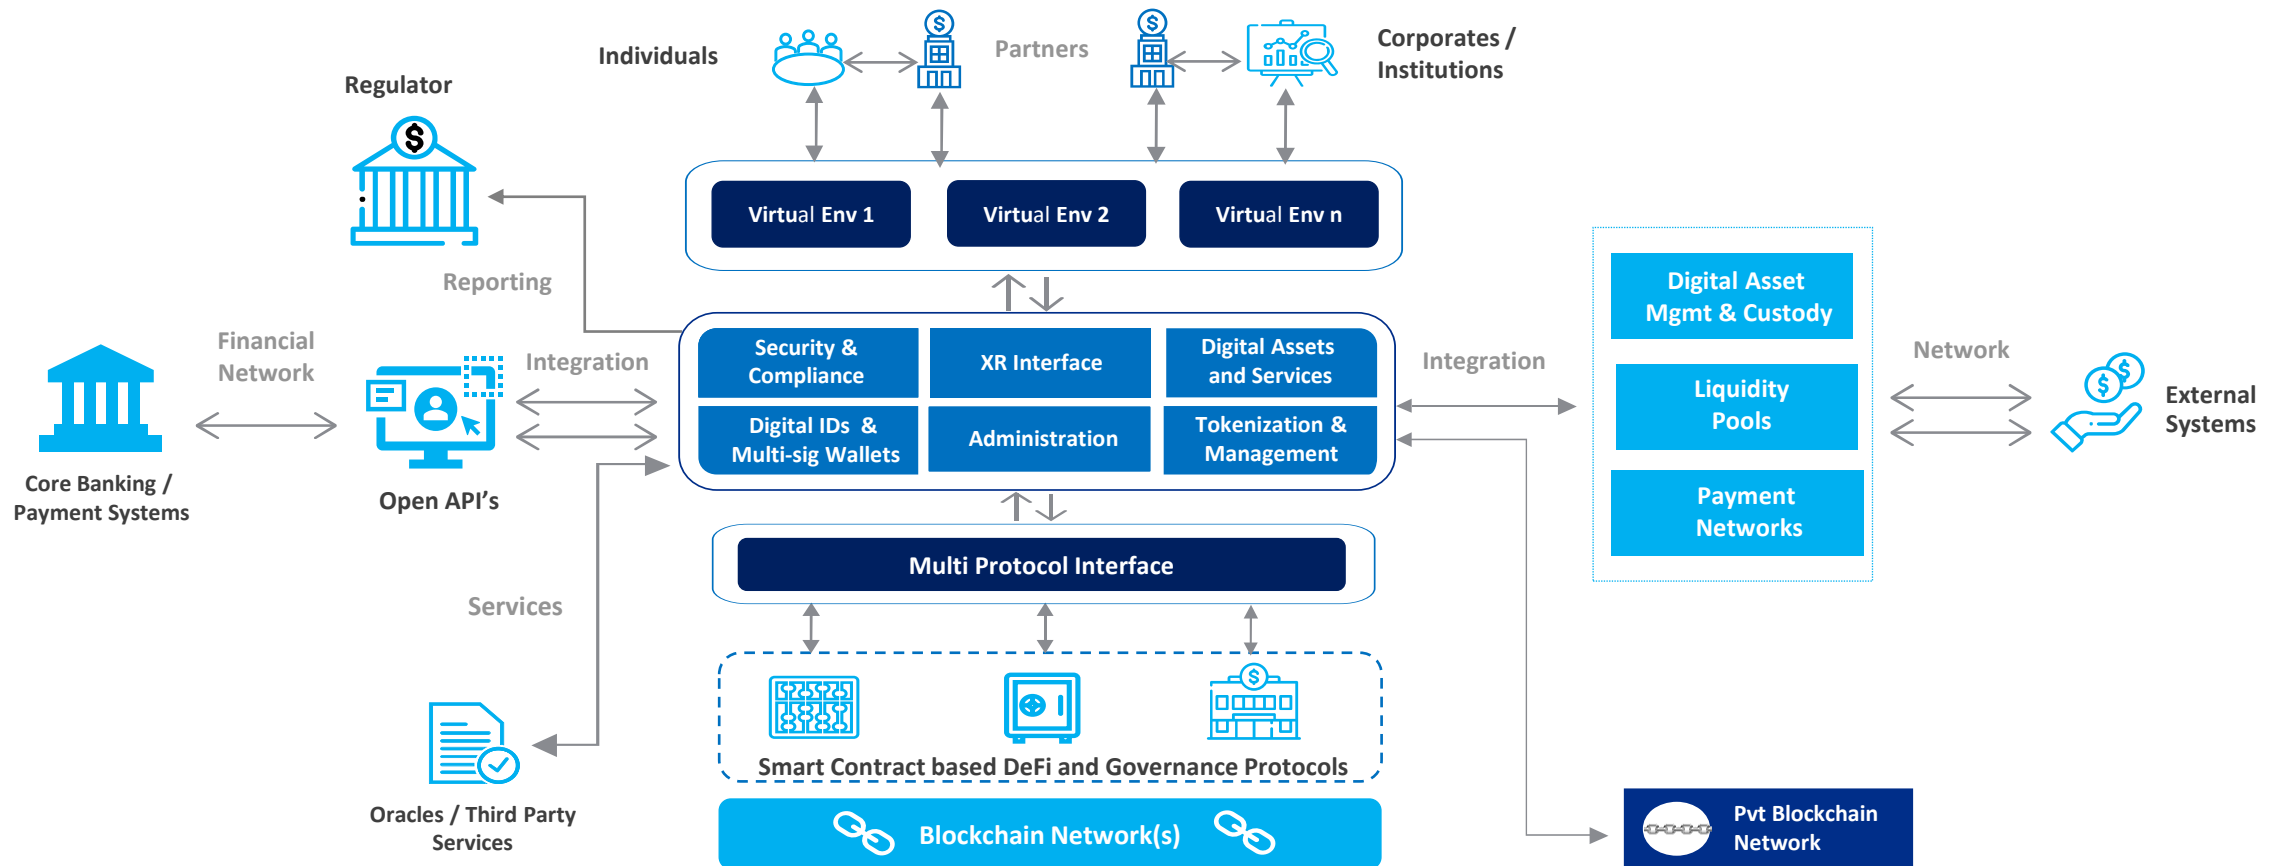 Individuals
Partners
Corporates /
Institutions
Regulator
Virtual Env 1
Virtual Env 2
Virtual Env n
Reporting
Digital Asset
Mgmt & Custody
Financial
Network
Integration
Security &
Compliance
XR Interface
Digital Assets
and Services
Integration
Network
Liquidity
Pools
External
Systems
Digital IDs &
Multi-sig Wallets
Administration
Tokenization &
Management
Core Banking /
Payment Systems
Open API's
Payment
Networks
Multi Protocol Interface
Services
Smart Contract based DeFi and Governance Protocols
Oracles / Third Party
Services
Blockchain Network(s)
Pvt Blockchain
Network